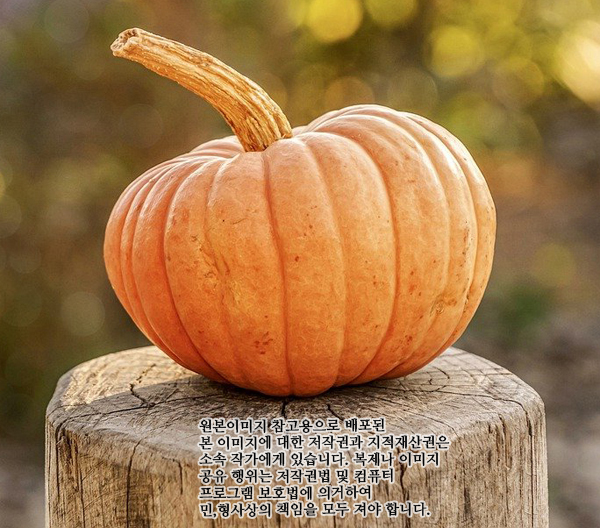 원본이미지 참고용으로 배포된
본 이미지에 대한 저작권과 지적재산권은
소속 작가에게 있습니다. 복제나 이미지
공유 행위는 저작권법 및 컴퓨터
프로그램 보호법에 의거하여
민,형사상의 책임을 모두 져야 합니다.